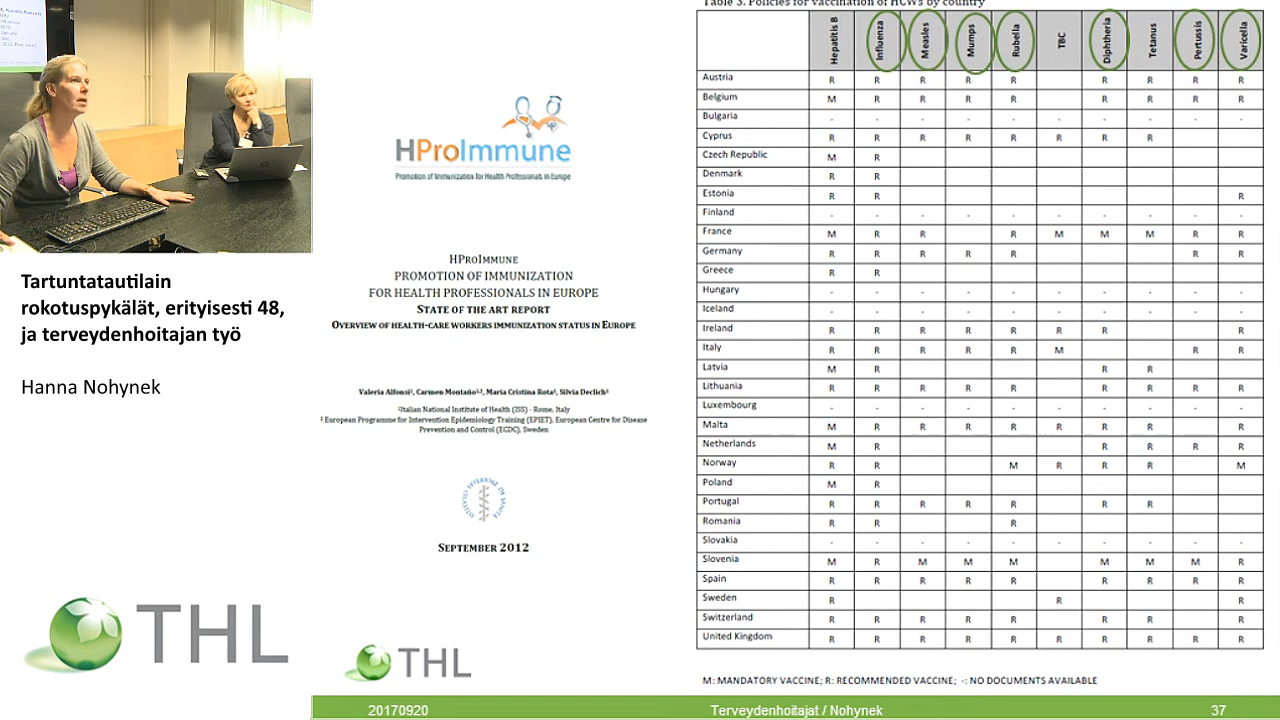 Tartuntatautilain
rokotuspykälät, erityisesti 48,
ja terveydenhoitajan työ
Hanna Nohynek
THL
HProImmune
Promotion of Immunization for Health Professionals in Europe
HPROIMMUNE
PROMOTION OF IMMUNIZATION
FOR HEALTH PROFESSIONALS IN EUROPE
STATE OF THE ART REPORT
OVERVIEW OF HEALTH-CARE WORKERS IMMUNIZATION STATUS IN EUROPE
Valeria Alfonsi¹, Carmen Montaño¹,², Maria Cristina Rota¹, Silvia Declich¹
¹Italian National Institute of Health (ISS) - Rome, Italy
² European Programme for Intervention Epidemiology Training (EPIET), European Centre for Disease
Prevention and Control (ECDC), Sweden
SEPTEMBER 2012
THL
Table 3. Policies for vaccination of HCWs by country
Hepatitis B Influenza Measles Mumps Rubella TBC Diphtheria Tetanus Pertussis Varicella
Austria R R R R R R R R R
Belgium M R R R R R R R R
Bulgaria - - - - - - - - - -
Cyprus R R R R R R R R
Czech Republic M R
Denmark R R
Estonia R R R
Finland - - - - - - - - - -
France M R R R M M M R R
Germany R R R R R R R
Greece R R
Hungary - - - - - - - - - -
Iceland - - - - - - - - - -
Ireland R R R R R R R R
Italy R R R R R M R R
Latvia M R R R
Lithuania R R R R R R R R R
Luxembourg - - - - - - - - - -
Malta M R R R R R R R R
Netherlands M R R R R R
Norway R R M R R R M
Poland M R
Portugal R R R R R R R
Romania R R R
Slovakia - - - - - - - - - -
Slovenia M R M M M M M M R
Spain R R R R R R R R R
Sweden R R R
Switzerland R R R R R R R R R
United Kingdom R R R R R R R R R R
M: MANDATORY VACCINE; R: RECOMMENDED VACCINE; -: NO DOCUMENTS AVAILABLE
20170920 Terveydenhoitajat / Nohynek 37